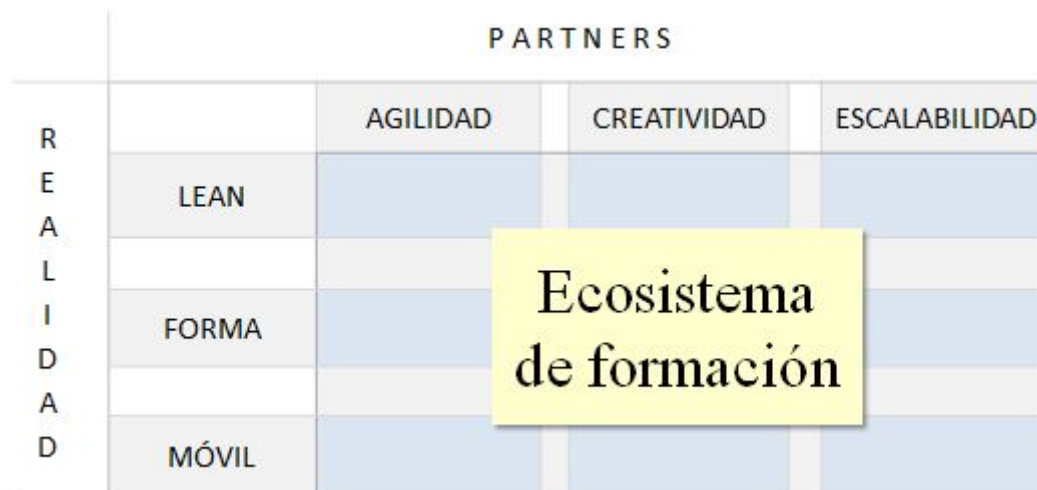 PARTNERS
AGILIDAD CREATIVIDAD ESCALABILIDAD
REALIDAD
LEAN
FORMA
MÓVIL
Ecosistema
de formación